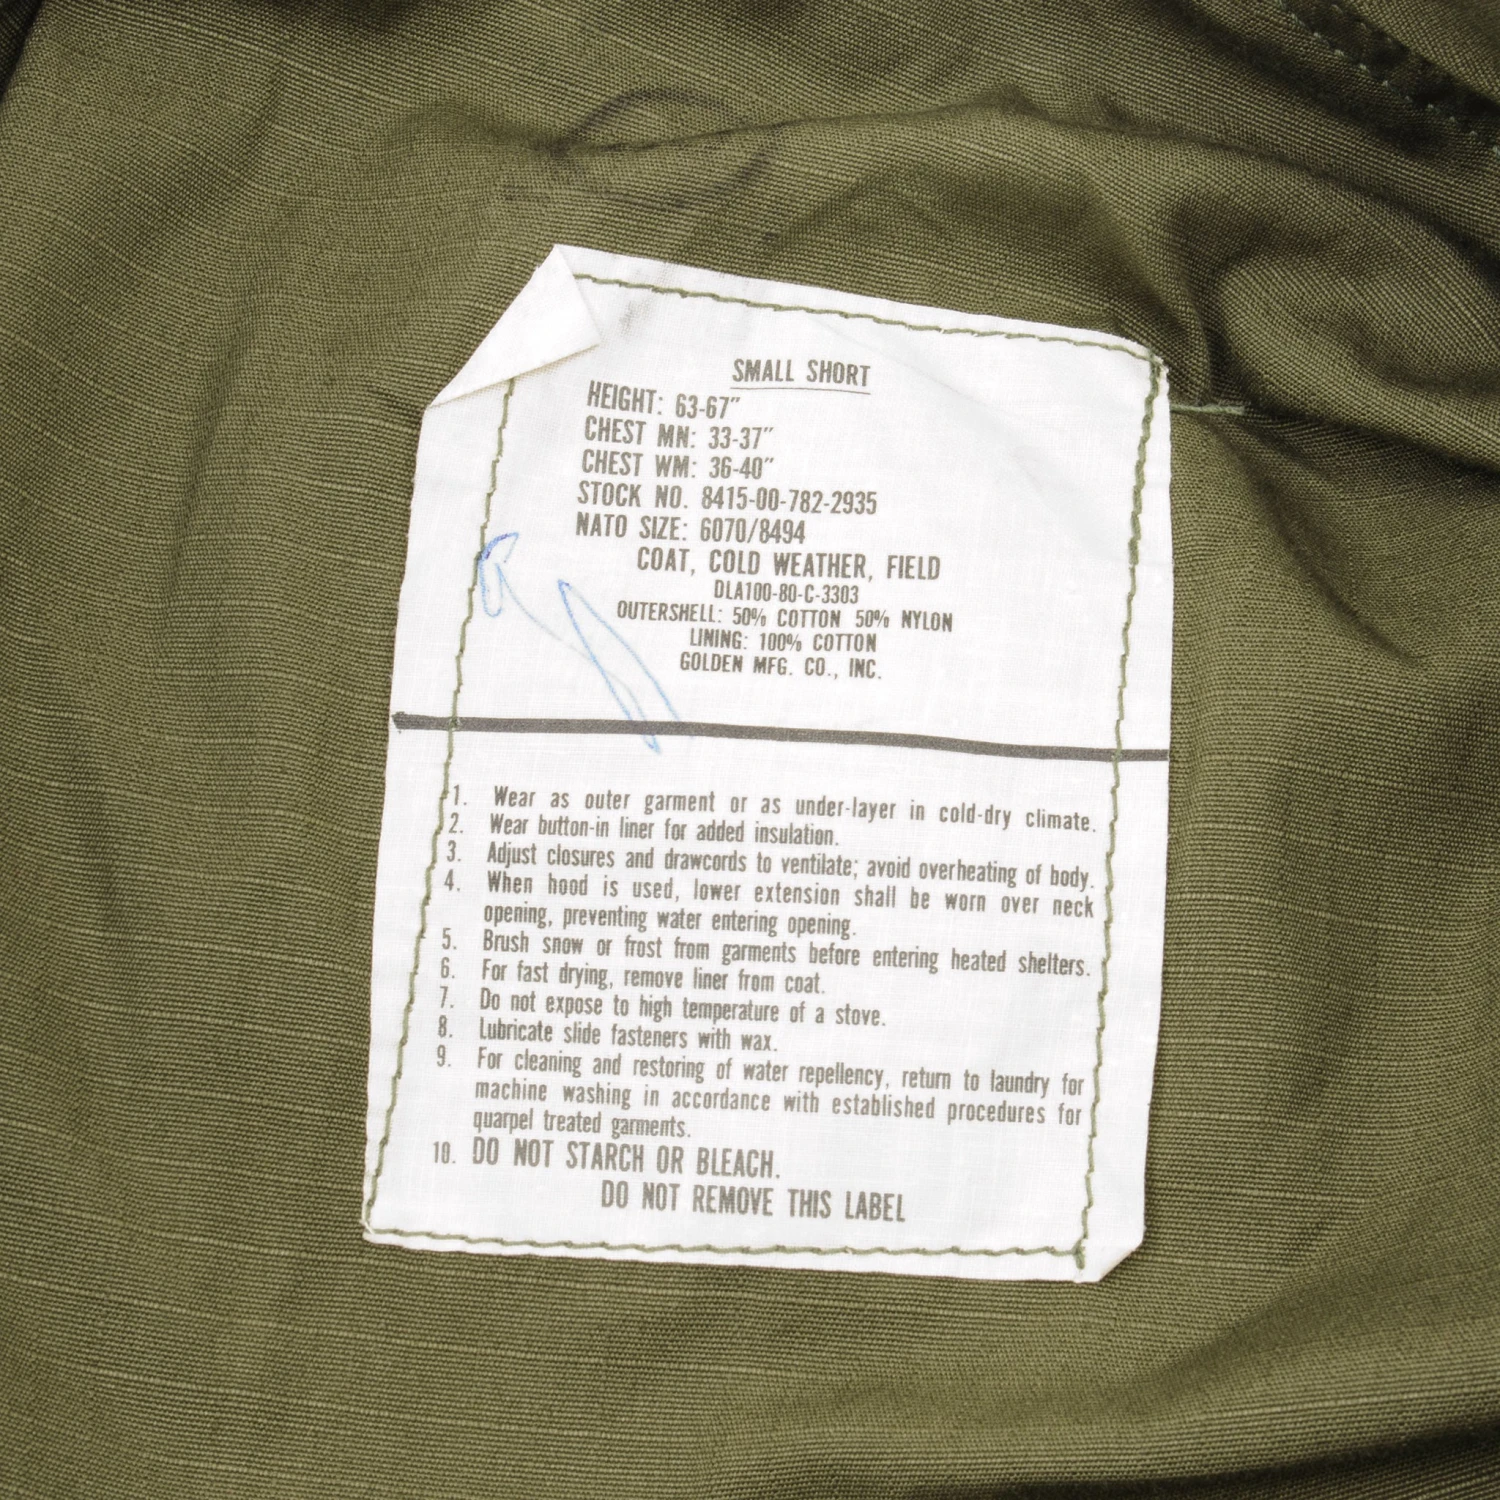 SMALL SHORT
HEIGHT: 63-67"
CHEST MN: 33-37"
CHEST WM: 36-40"
STOCK NO. 8415-00-782-2935
NATO SIZE: 6070/8494
COAT, COLD WEATHER, FIELD
DLA100-80-C-3303
OUTERSHELL: 50% COTTON 50% NYLON
LINING: 100% COTTON
GOLDEN MFG. CO., INC.
1. Wear as outer garment or as under-layer in cold-dry climate.
2. Wear button-in liner for added insulation.
3. Adjust closures and drawcords to ventilate; avoid overheating of body.
4. When hood is used, lower extension shall be worn over neck
opening, preventing water entering opening.
5. Brush snow or frost from garments before entering heated shelters.
6. For fast drying, remove liner from coat.
7. Do not expose to high temperature of a stove.
8. Lubricate slide fasteners with wax.
9. For cleaning and restoring of water repellency, return to laundry for
machine washing in accordance with established procedures for
quarpel treated garments.
10. DO NOT STARCH OR BLEACH.
DO NOT REMOVE THIS LABEL